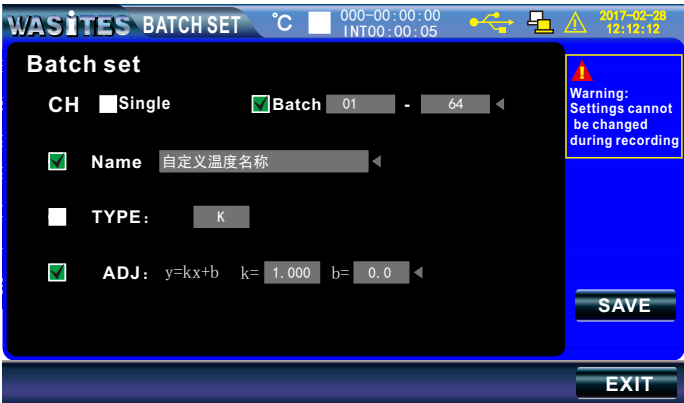 WASiTES BATCH SET ℃ 000-00:00:00 2017-02-28
INT00:00:05 12:12:12
Batch set
CH Single Batch 01 - 64
Name 自定义温度名称
TYPE： K
ADJ： y=kx+b k= 1.000 b= 0.0
Warning:
Settings cannot
be changed
during recording
SAVE
EXIT